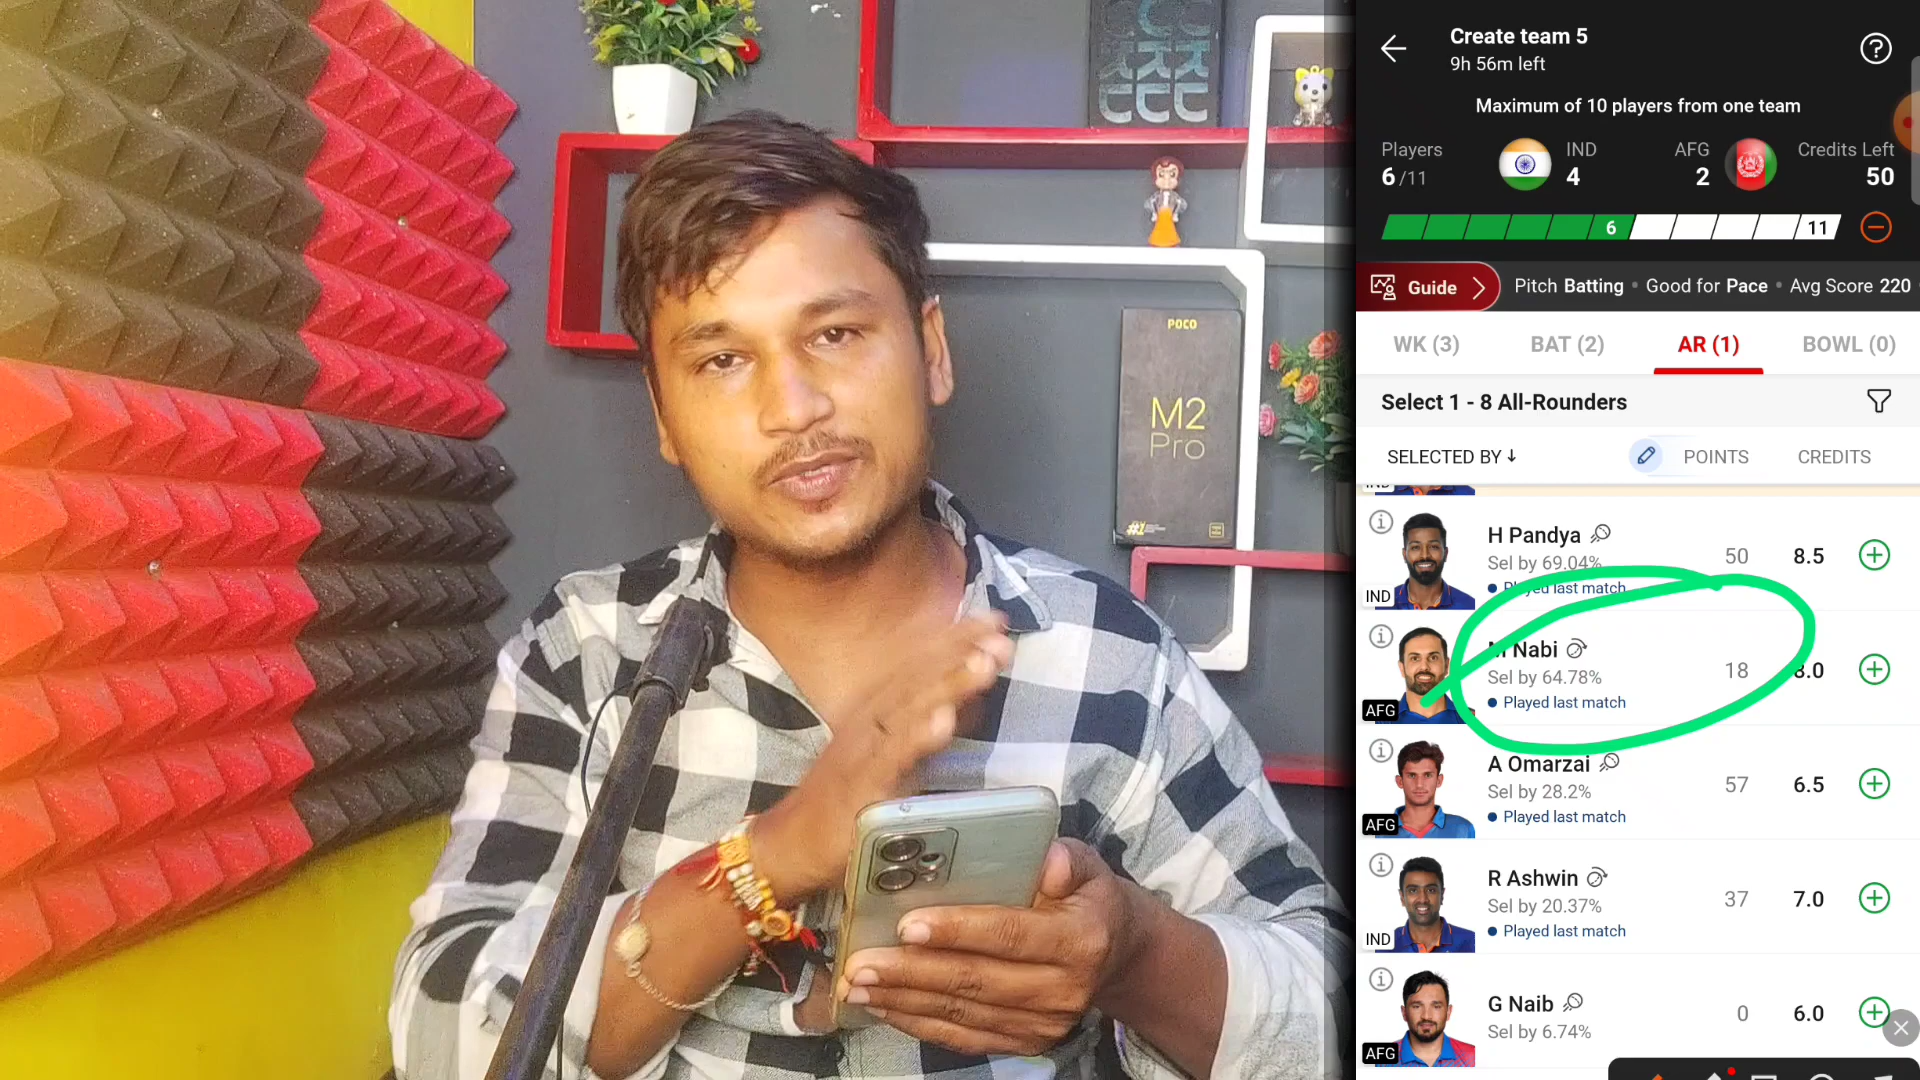 POCO
M2
Pro
Create team 5
9h 56m left
Maximum of 10 players from one team
Players
6/11
IND
4
AFG
2
Credits Left
50
6
11
Guide
Pitch Batting • Good for Pace • Avg Score 220
WK (3)
BAT (2)
AR (1)
BOWL (0)
Select 1 - 8 All-Rounders
SELECTED BY
POINTS
CREDITS
H Pandya
Sel by 69.04%
Played last match
IND
50
8.5
Nabi
Sel by 64.78%
Played last match
AFG
18
8.0
A Omarzai
Sel by 28.2%
Played last match
AFG
57
6.5
R Ashwin
Sel by 20.37%
Played last match
IND
37
7.0
G Naib
Sel by 6.74%
AFG
0
6.0